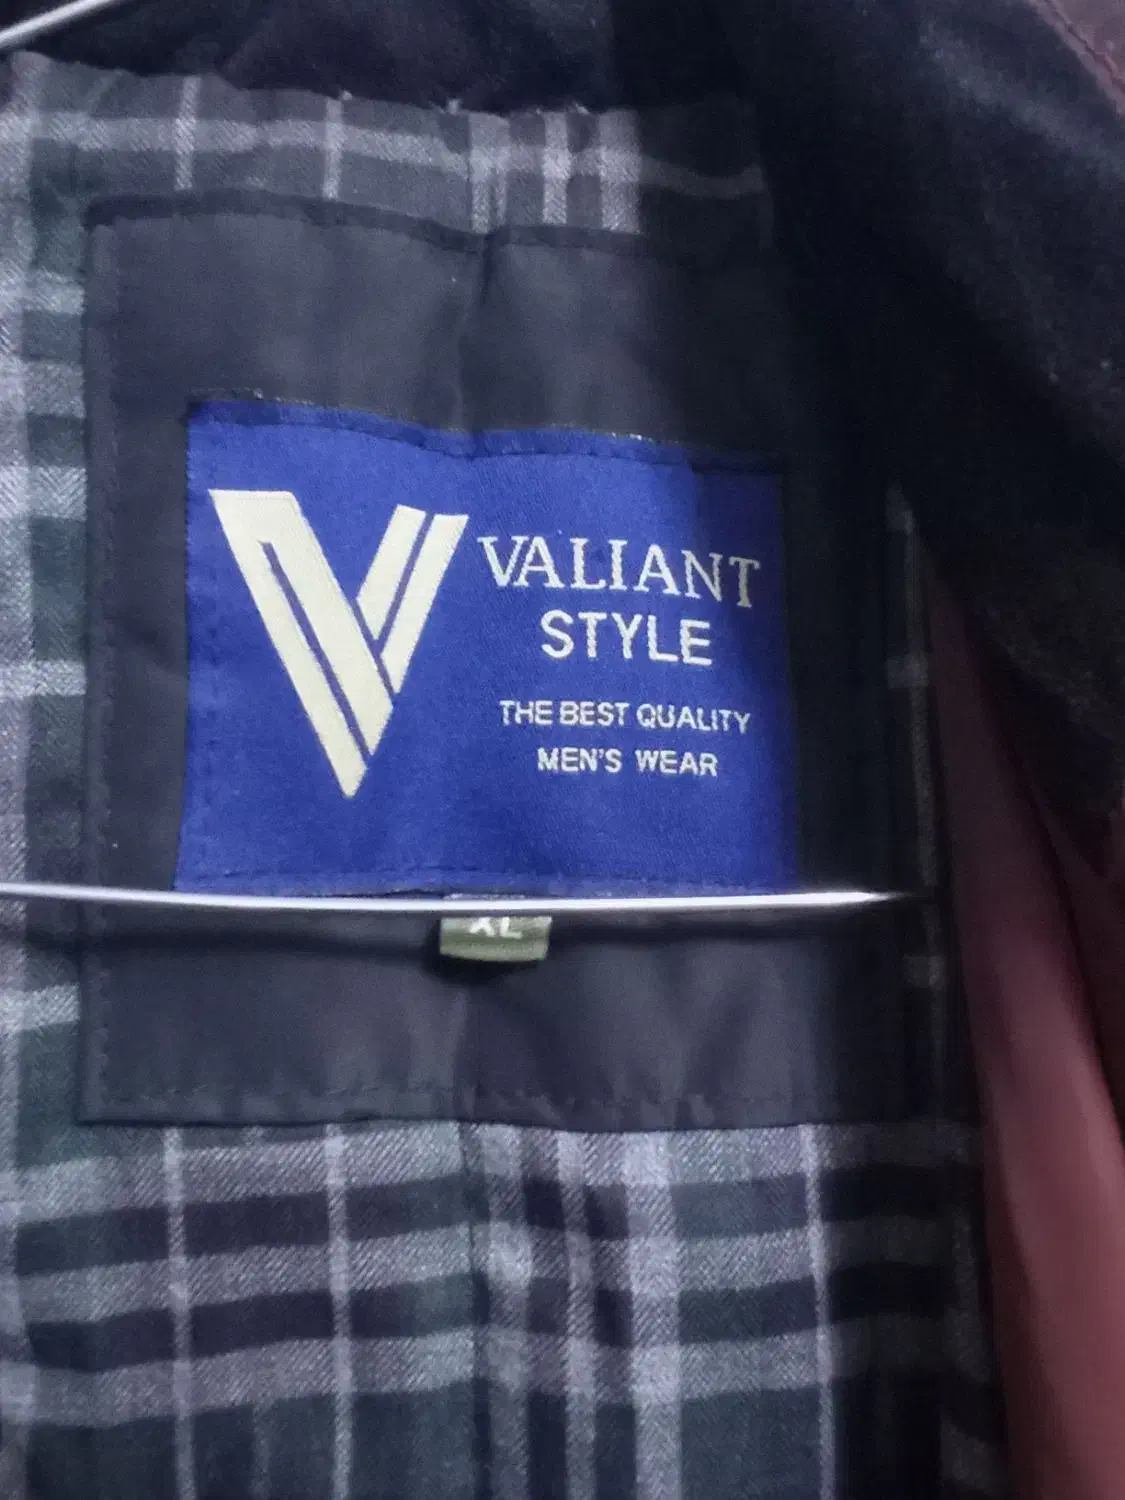 VALIANT
STYLE
THE BEST QUALITY
MEN'S WEAR
XL